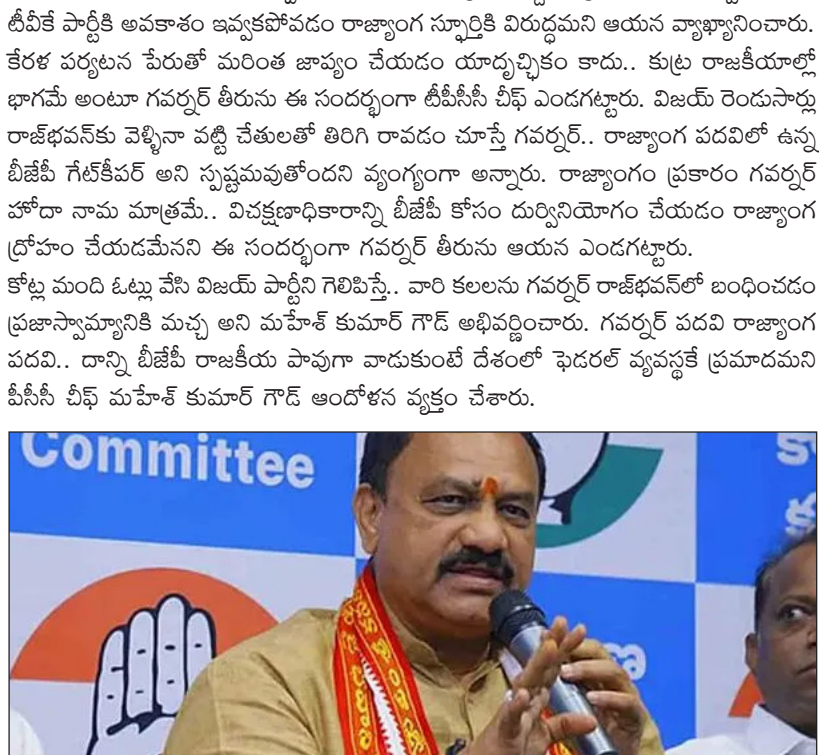 టీవీకే పార్టీకి అవకాశం ఇవ్వకపోవడం రాజ్యాంగ స్ఫూర్తికి విరుద్ధమని ఆయన వ్యాఖ్యానించారు.
కేరళ పర్యటన పేరుతో మరింత జాప్యం చేయడం యాదృచ్ఛికం కాదు.. కుట్ర రాజకీయాల్లో
భాగమే అంటూ గవర్నర్ తీరును ఈ సందర్భంగా టీపీసీసీ చీఫ్ ఎండగట్టారు. విజయ్ రెండుసార్లు
రాజ్‌భవన్‌కు వెళ్ళినా వట్టి చేతులతో తిరిగి రావడం చూస్తే గవర్నర్.. రాజ్యాంగ పదవిలో ఉన్న
బీజేపీ గేట్‌కీపర్ అని స్పష్టమవుతోందని వ్యంగ్యంగా అన్నారు. రాజ్యాంగం ప్రకారం గవర్నర్
హోదా నామ మాత్రమే.. విచక్షణాధికారాన్ని బీజేపీ కోసం దుర్వినియోగం చేయడం రాజ్యాంగ
ద్రోహం చేయడమేనని ఈ సందర్భంగా గవర్నర్ తీరును ఆయన ఎండగట్టారు.
కోట్ల మంది ఓట్లు వేసి విజయ్ పార్టీని గెలిపిస్తే.. వారి కలలను గవర్నర్ రాజ్‌భవన్‌లో బంధించడం
ప్రజాస్వామ్యానికి మచ్చ అని మహేశ్ కుమార్ గౌడ్ అభివర్ణించారు. గవర్నర్ పదవి రాజ్యాంగ
పదవి.. దాన్ని బీజేపీ రాజకీయ పావుగా వాడుకుంటే దేశంలో ఫెడరల్ వ్యవస్థకే ప్రమాదమని
పీసీసీ చీఫ్ మహేశ్ కుమార్ గౌడ్ ఆందోళన వ్యక్తం చేశారు.
Committee